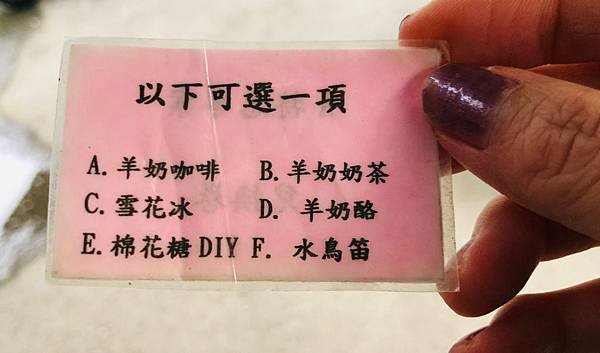 以下可選一項
A. 羊奶咖啡 B. 羊奶奶茶
C. 雪花冰 D. 羊奶酪
E. 棉花糖DIY F. 水鳥笛